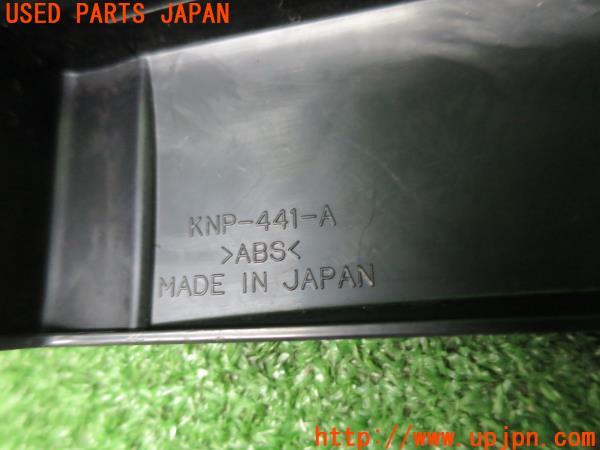 USED PARTS JAPAN
KNP-441-A
>ABS<
MADE IN JAPAN
http://www.upjpn.com